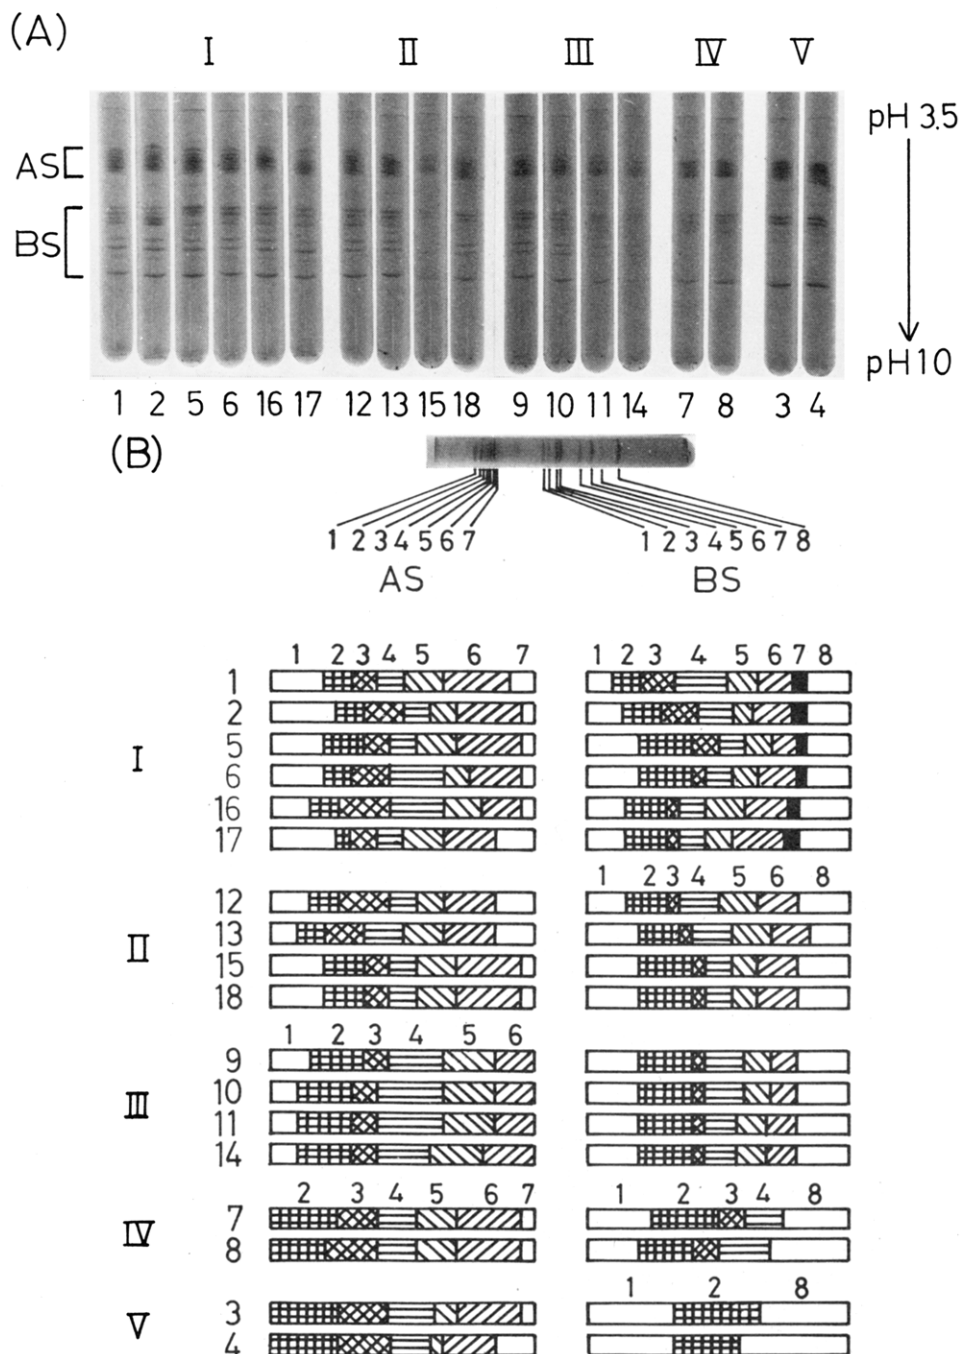 (A)
I II III IV V
pH 3.5
AS
BS
pH 10
1 2 5 6 16 17 12 13 15 18 9 10 11 14 7 8 3 4
(B)
1 2 3 4 5 6 7 1 2 3 4 5 6 7 8
AS BS
1 2 3 4 5 6 7 1 2 3 4 5 6 7 8
1
2
I 5
6
16
17
1 2 3 4 5 6 8
12
II 13
15
18
1 2 3 4 5 6
9
III 10
11
14
2 3 4 5 6 7 1 2 3 4 8
IV 7
8
1 2 8
V 3
4